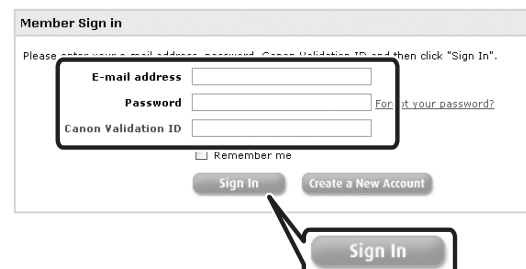 Member Sign in
Please enter your e-mail address, password, Canon Validation ID and then click "Sign In".
E-mail address
Password
Forgot your password?
Canon Validation ID
Remember me
Sign In
Create a New Account
Sign In